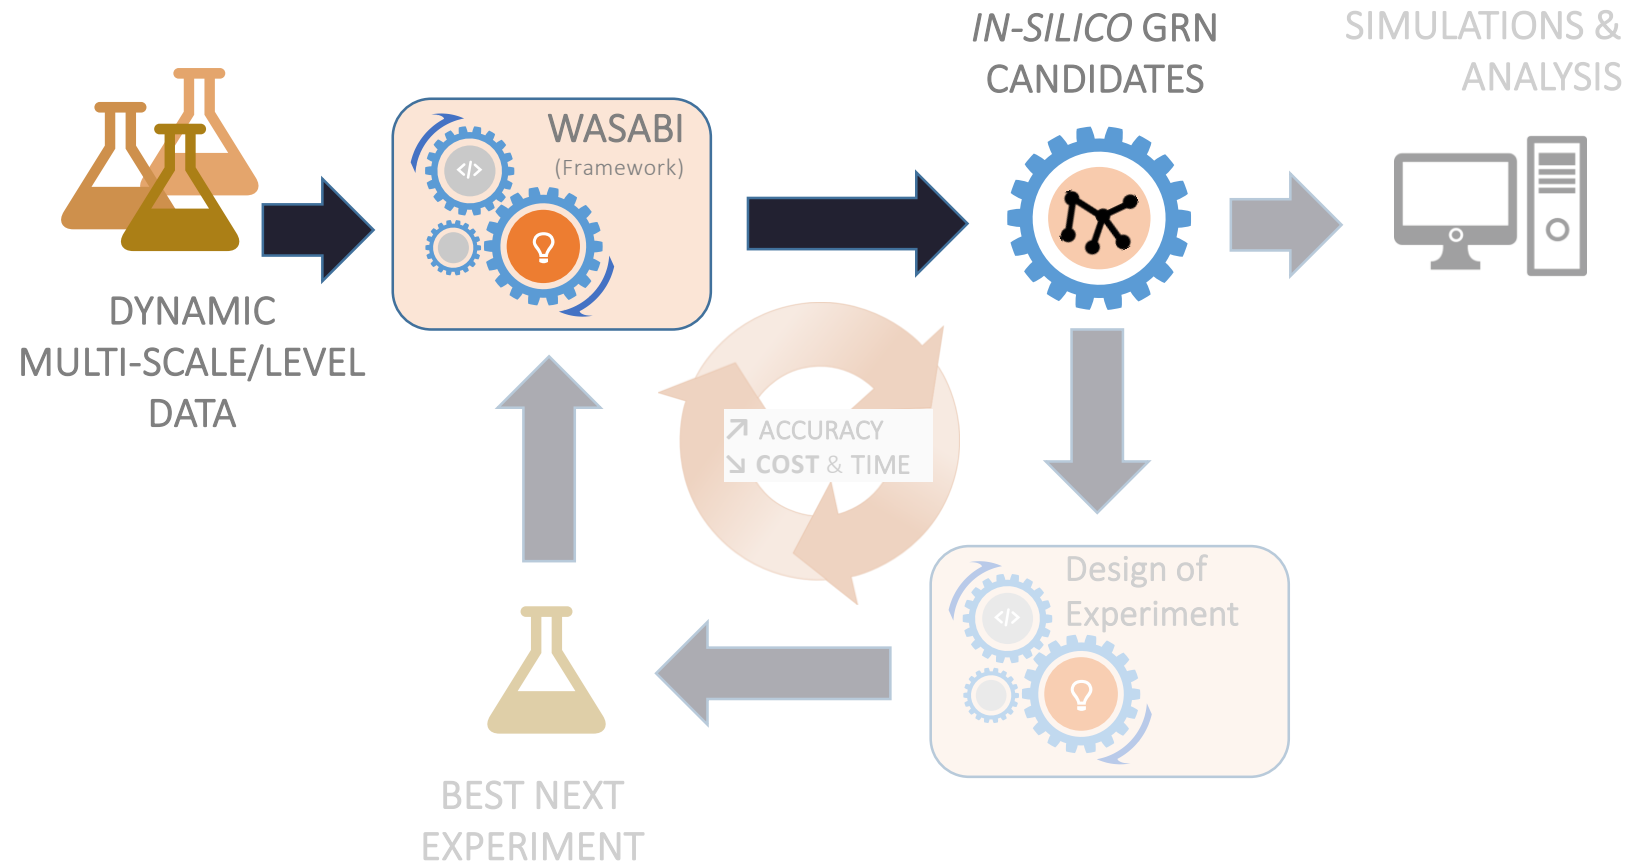 IN-SILICO GRN
CANDIDATES
SIMULATIONS &
ANALYSIS
WASABI
(Framework)
</>
DYNAMIC
MULTI-SCALE/LEVEL
DATA
↗ ACCURACY
↘ COST & TIME
Design of
Experiment
</>
BEST NEXT
EXPERIMENT